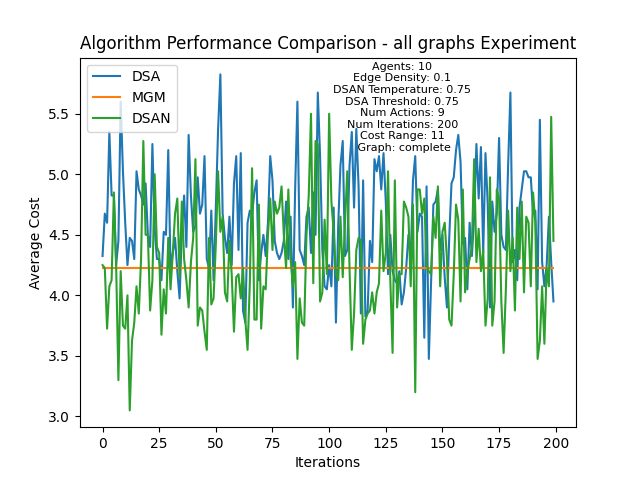 Algorithm Performance Comparison - all graphs Experiment
DSA
MGM
DSAN
Agents: 10
Edge Density: 0.1
DSAN Temperature: 0.75
DSA Threshold: 0.75
Num Actions: 9
Num Iterations: 200
Cost Range: 11
Graph: complete
Average Cost
5.5
5.0
4.5
4.0
3.5
3.0
0
25
50
75
100
125
150
175
200
Iterations